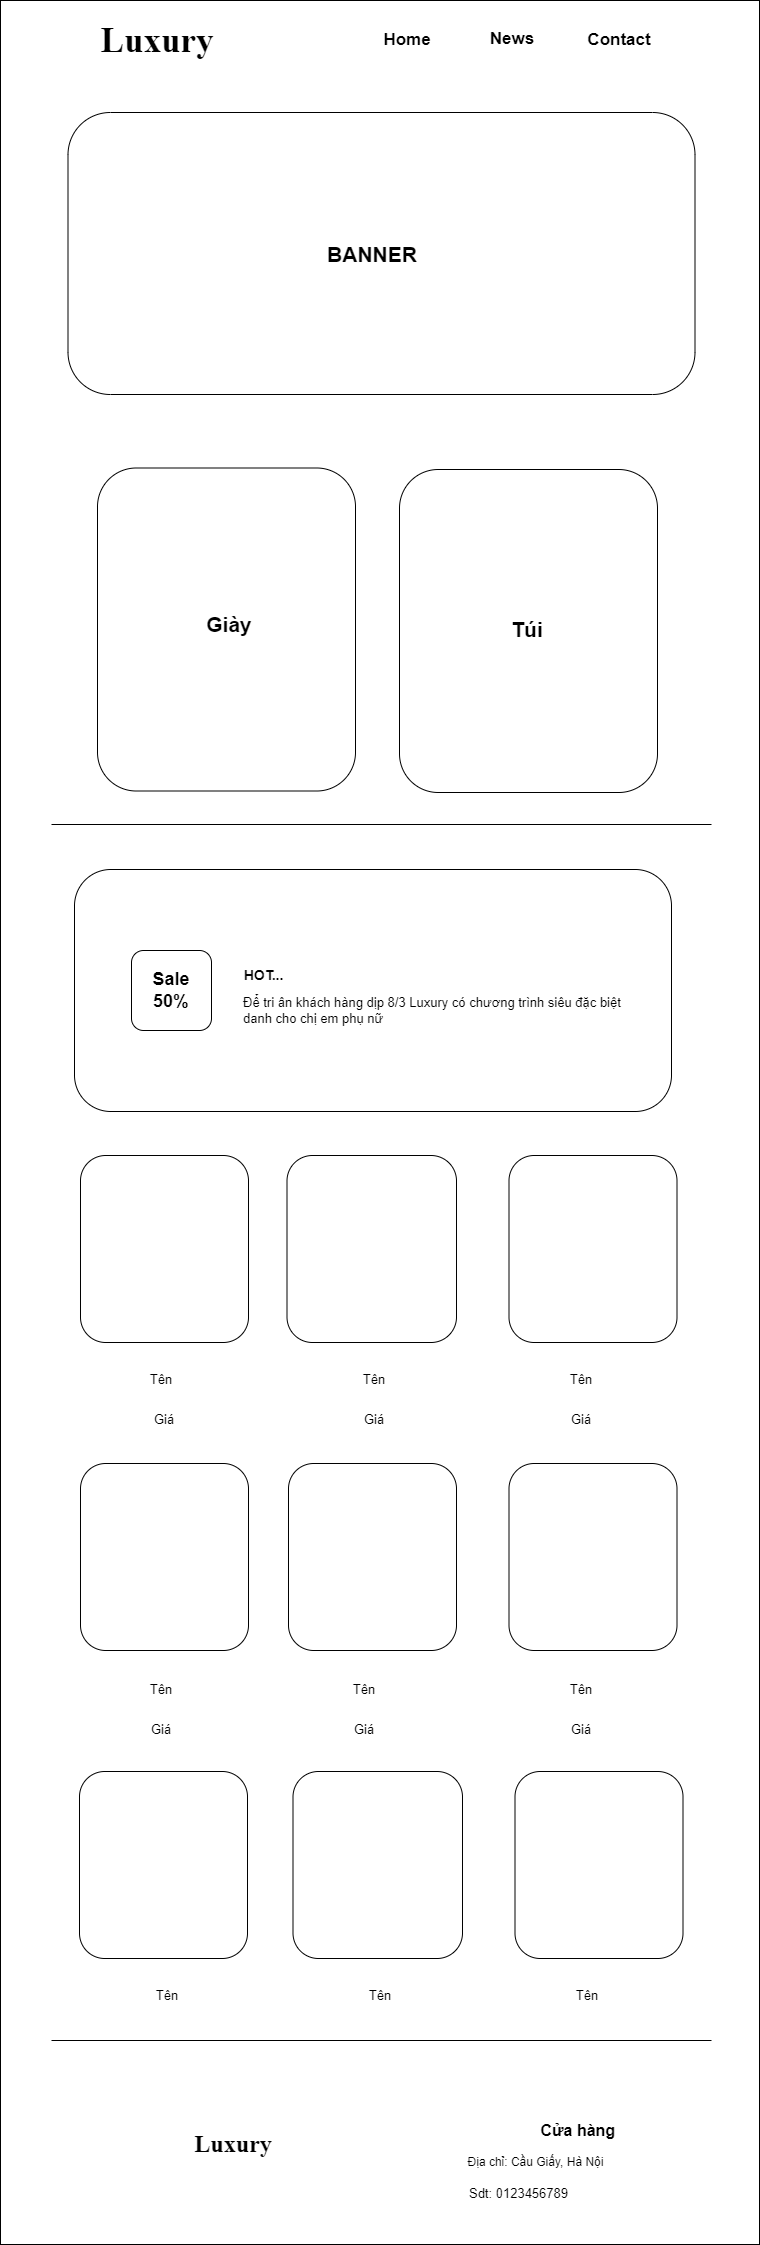 Luxury
Home
News
Contact
BANNER
Giày
Túi
Sale
50%
HOT...
Để tri ân khách hàng dịp 8/3 Luxury có chương trình siêu đặc biệt
danh cho chị em phụ nữ
Tên
Tên
Tên
Giá
Giá
Giá
Tên
Tên
Tên
Giá
Giá
Giá
Tên
Tên
Tên
Luxury
Cửa hàng
Địa chỉ: Cầu Giấy, Hà Nội
Sdt: 0123456789